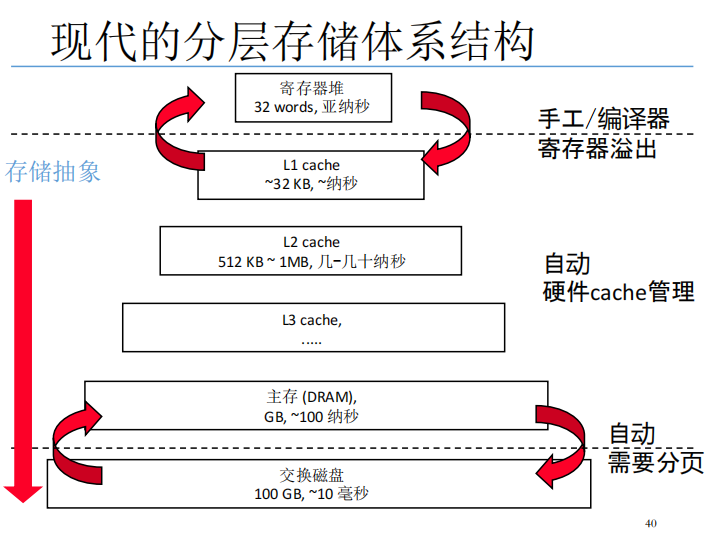 现代的分层存储体系结构
寄存器堆
32 words, 亚纳秒
手工/编译器
寄存器溢出
存储抽象
L1 cache
~32 KB, ~纳秒
L2 cache
512 KB ~ 1MB, 几-几十纳秒
自动
硬件cache管理
L3 cache,
.....
主存 (DRAM),
GB, ~100 纳秒
自动
需要分页
交换磁盘
100 GB, ~10 毫秒
40